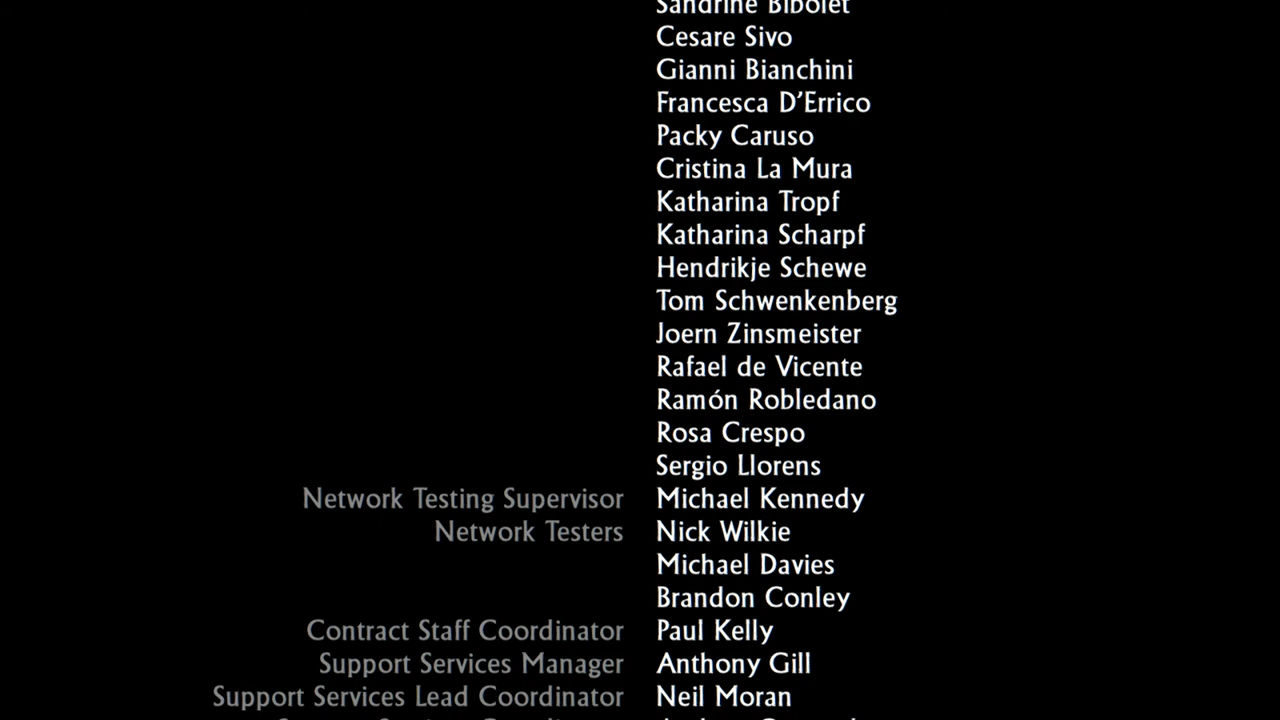 Sandrine Bibolet
Cesare Sivo
Gianni Bianchini
Francesca D'Errico
Packy Caruso
Cristina La Mura
Katharina Tropf
Katharina Scharpf
Hendrikje Schewe
Tom Schwenkenberg
Joern Zinsmeister
Rafael de Vicente
Ramón Robledano
Rosa Crespo
Sergio Llorens
Network Testing Supervisor Michael Kennedy
Network Testers Nick Wilkie
Michael Davies
Brandon Conley
Contract Staff Coordinator Paul Kelly
Support Services Manager Anthony Gill
Support Services Lead Coordinator Neil Moran